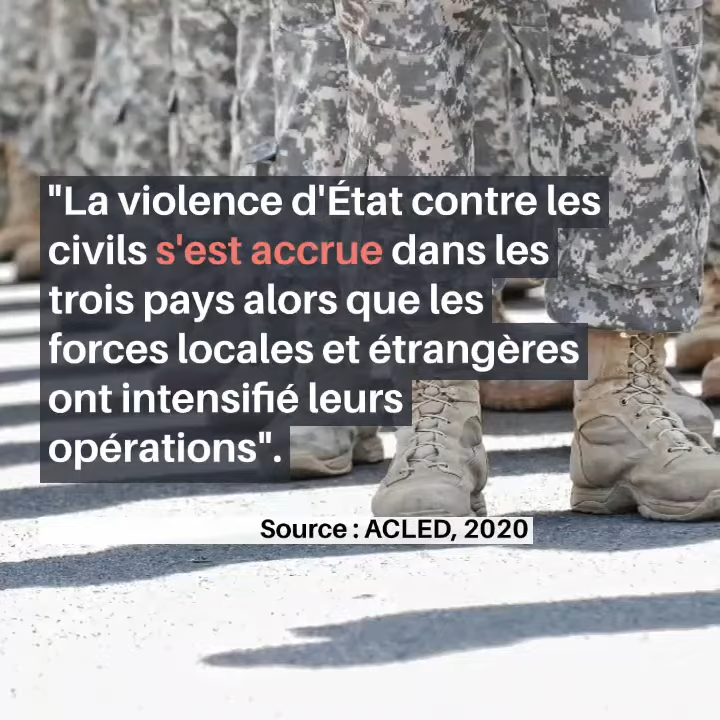 "La violence d'État contre les
civils s'est accrue dans les
trois pays alors que les
forces locales et étrangères
ont intensifié leurs
opérations".
Source : ACLED, 2020